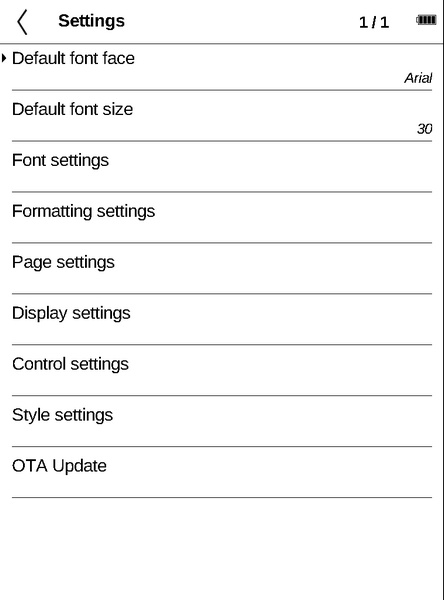 Settings
1 / 1
Default font face
Arial
Default font size
30
Font settings
Formatting settings
Page settings
Display settings
Control settings
Style settings
OTA Update